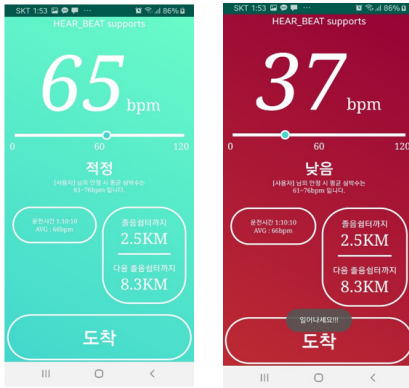 SKT 1:53 ... 86%
HEAR_BEAT supports
65 bpm
0 60 120
적정
[사용자] 님의 안정 시 평균 심박수는
61~76bpm 입니다.
운전시간 1:10:10
AVG : 66bpm
졸음쉼터까지
2.5KM
다음 졸음쉼터까지
8.3KM
도착
SKT 1:53 ... 86%
HEAR_BEAT supports
37 bpm
0 60 120
낮음
[사용자] 님의 안정 시 평균 심박수는
61~76bpm 입니다.
운전시간 1:10:10
AVG : 66bpm
졸음쉼터까지
2.5KM
다음 졸음쉼터까지
8.3KM
일어나세요!!!
도착